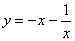 y = −x − 1/x